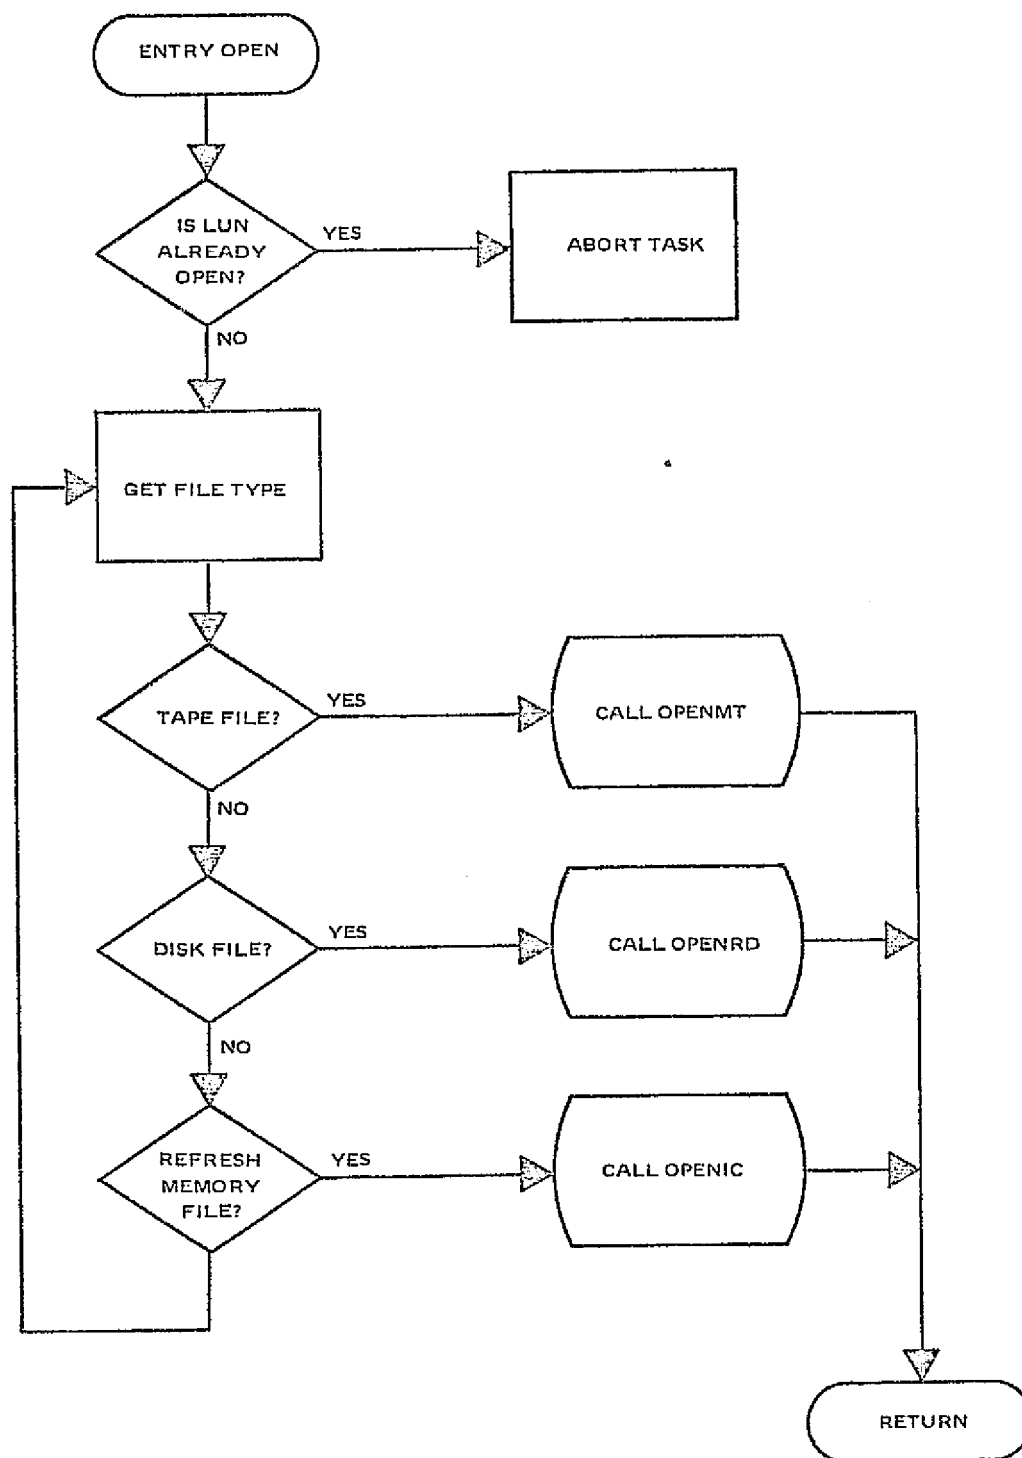 ENTRY OPEN
IS LUN
ALREADY
OPEN?
YES
ABORT TASK
NO
GET FILE TYPE
TAPE FILE?
YES
CALL OPENMT
NO
DISK FILE?
YES
CALL OPENRD
NO
REFRESH
MEMORY
FILE?
YES
CALL OPENIC
RETURN